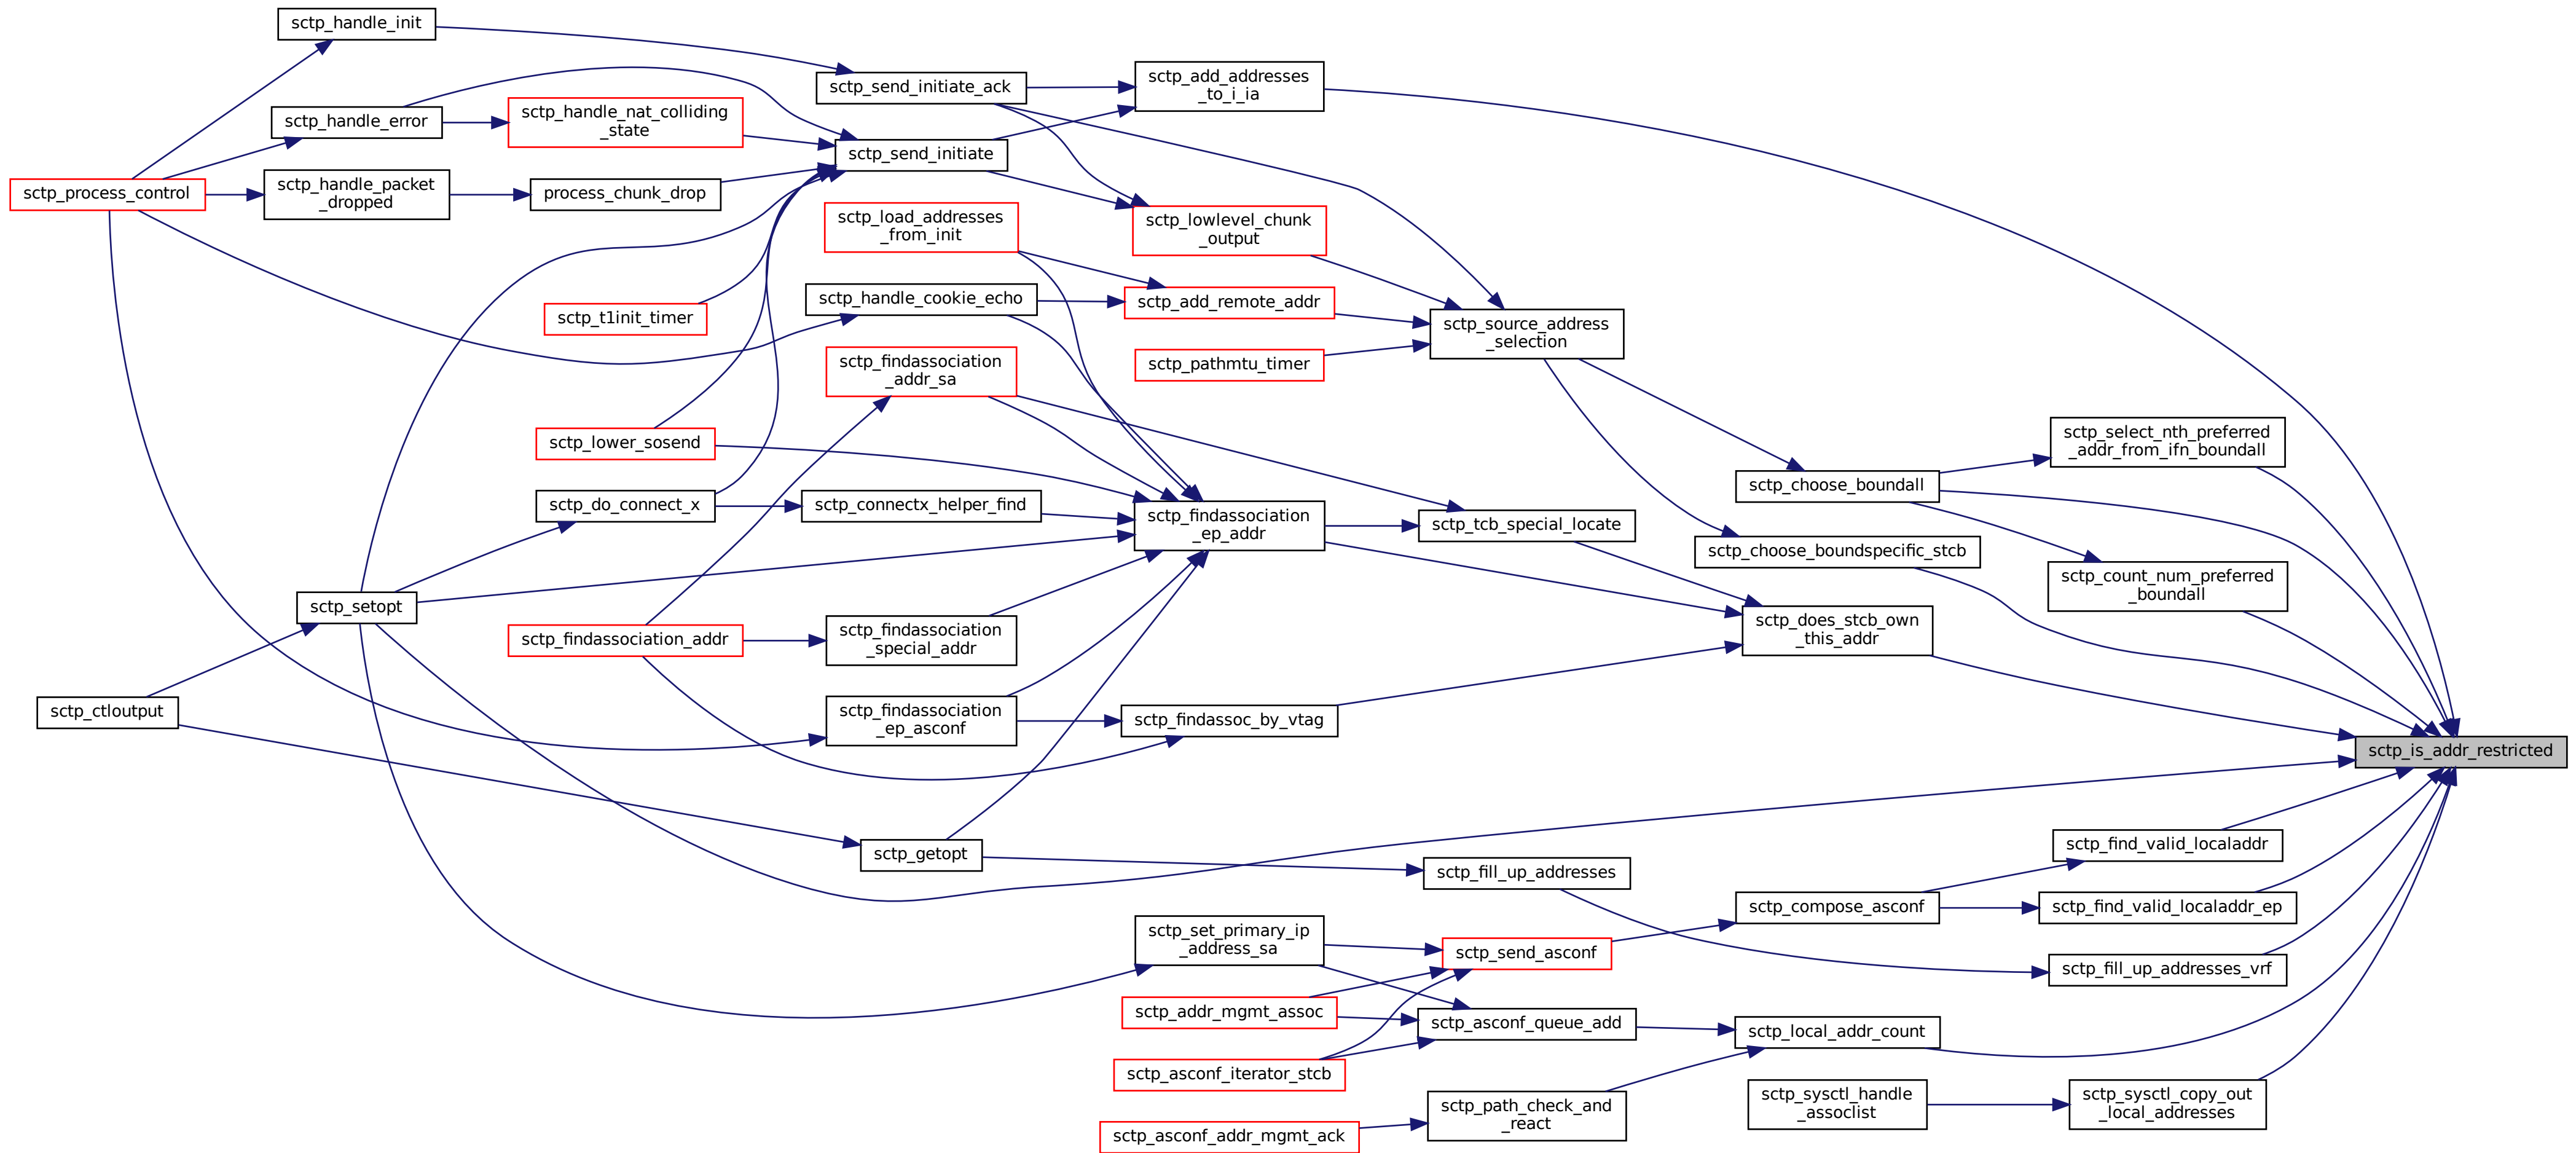 sctp_handle_init
sctp_send_initiate_ack
sctp_add_addresses
_to_i_ia
sctp_handle_error
sctp_handle_nat_colliding
_state
sctp_send_initiate
sctp_process_control
sctp_handle_packet
_dropped
process_chunk_drop
sctp_load_addresses
_from_init
sctp_lowlevel_chunk
_output
sctp_t1init_timer
sctp_handle_cookie_echo
sctp_add_remote_addr
sctp_source_address
_selection
sctp_findassociation
_addr_sa
sctp_pathmtu_timer
sctp_lower_sosend
sctp_select_nth_preferred
_addr_from_ifn_boundall
sctp_choose_boundall
sctp_do_connect_x
sctp_connectx_helper_find
sctp_findassociation
_ep_addr
sctp_tcb_special_locate
sctp_choose_boundspecific_stcb
sctp_count_num_preferred
_boundall
sctp_setopt
sctp_findassociation_addr
sctp_findassociation
_special_addr
sctp_does_stcb_own
_this_addr
sctp_ctloutput
sctp_findassociation
_ep_asconf
sctp_findassoc_by_vtag
sctp_is_addr_restricted
sctp_getopt
sctp_fill_up_addresses
sctp_find_valid_localaddr
sctp_compose_asconf
sctp_find_valid_localaddr_ep
sctp_set_primary_ip
_address_sa
sctp_send_asconf
sctp_fill_up_addresses_vrf
sctp_addr_mgmt_assoc
sctp_asconf_queue_add
sctp_local_addr_count
sctp_asconf_iterator_stcb
sctp_path_check_and
_react
sctp_sysctl_handle
_assoclist
sctp_sysctl_copy_out
_local_addresses
sctp_asconf_addr_mgmt_ack